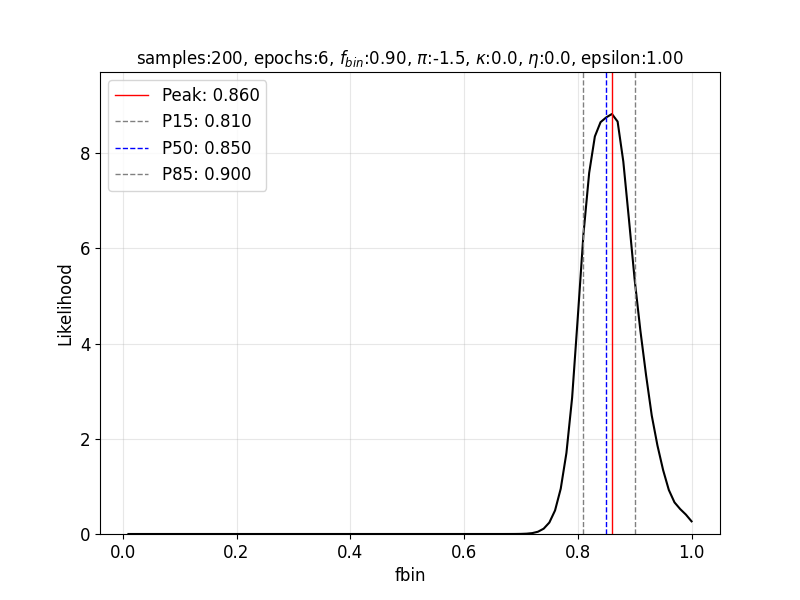 samples:200, epochs:6, f_bin:0.90, π:-1.5, κ:0.0, η:0.0, epsilon:1.00
Peak: 0.860
P15: 0.810
P50: 0.850
P85: 0.900
8
6
4
2
0
Likelihood
0.0 0.2 0.4 0.6 0.8 1.0
fbin